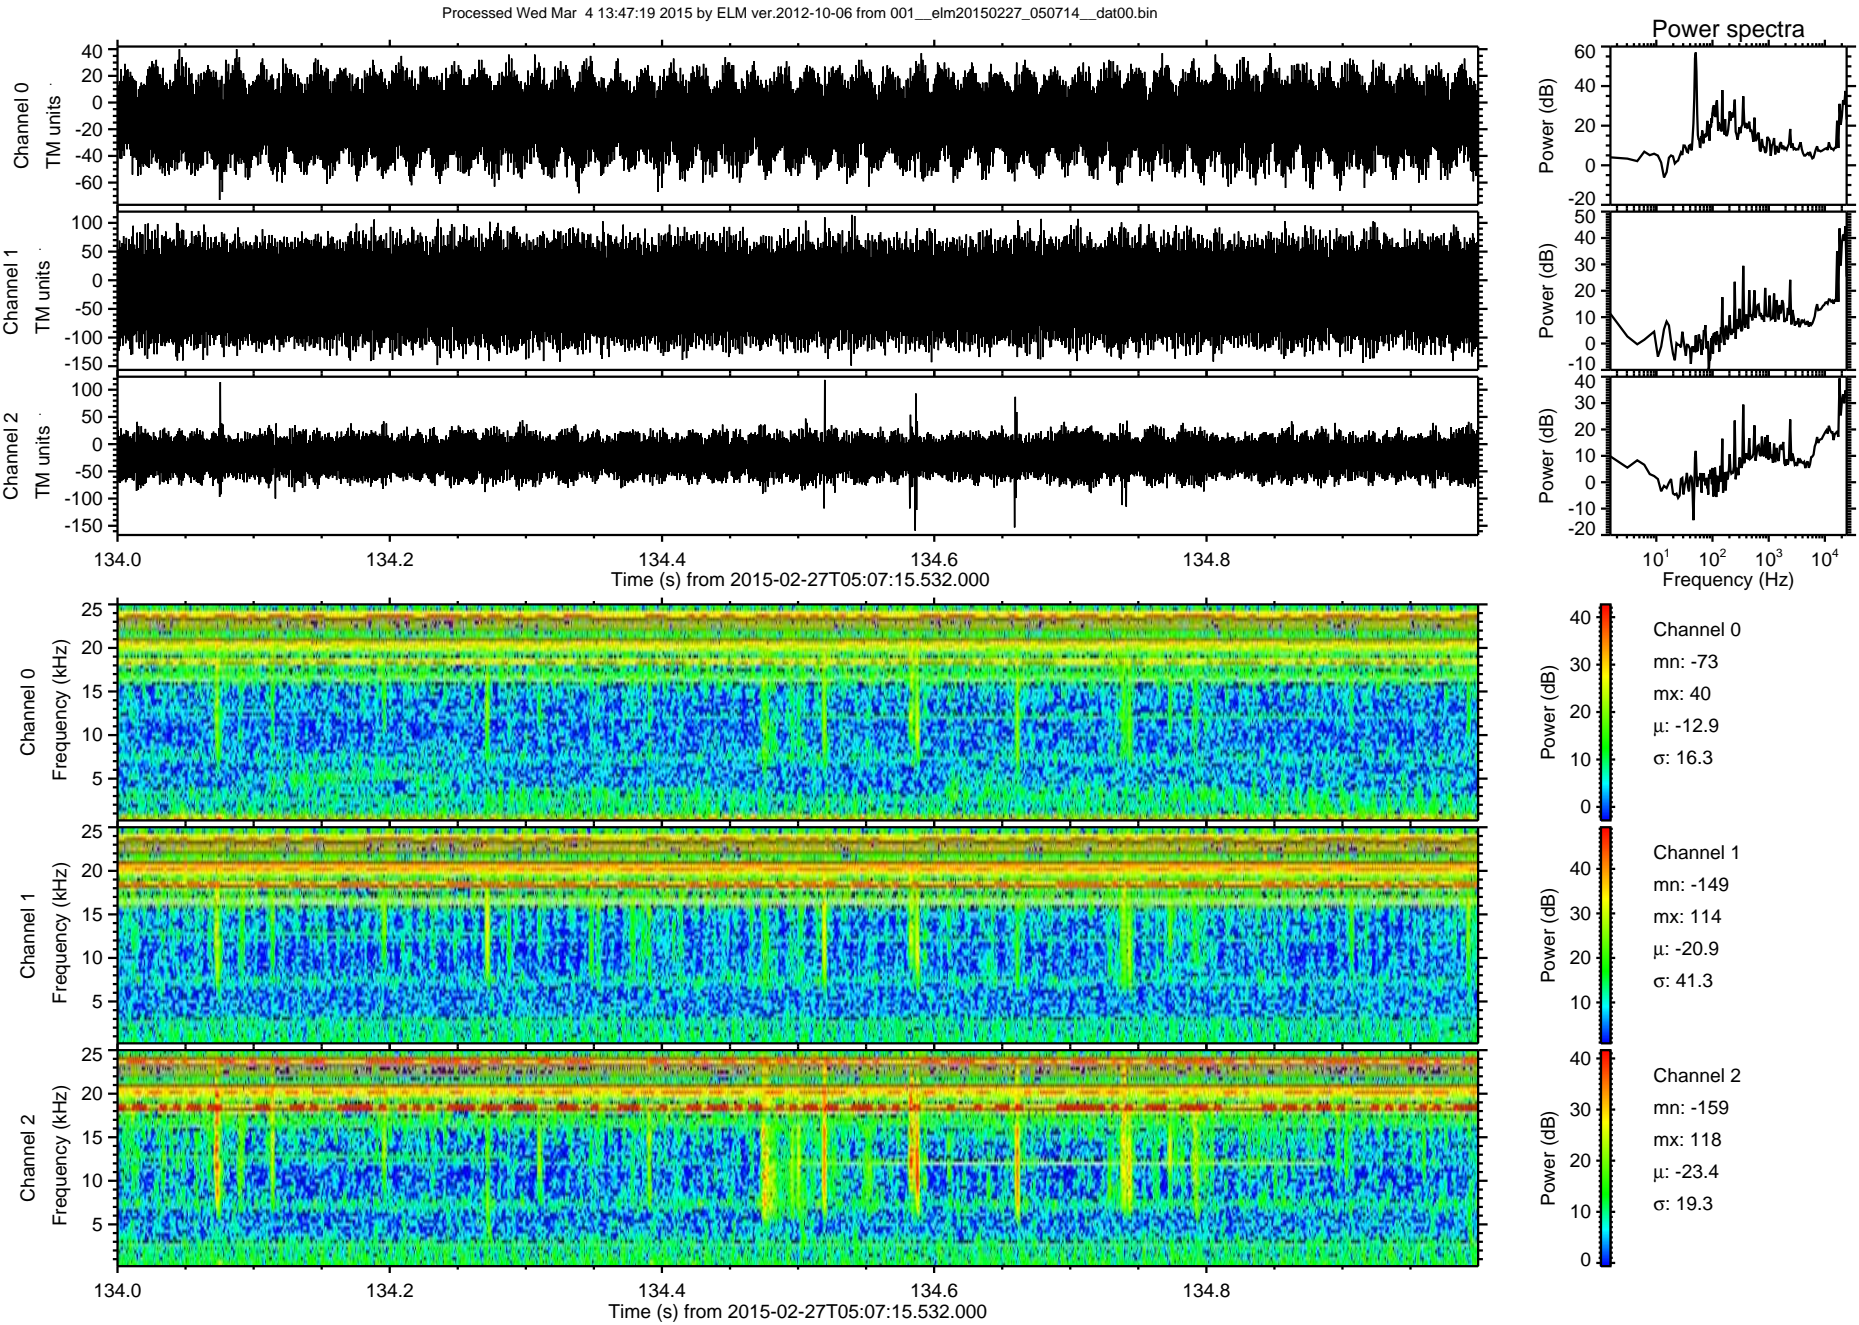 Processed Wed Mar  4 13:47:19 2015 by ELM ver.2012-10-06 from 001__elm20150227_050714__dat00.bin
Power spectra
Channel 0
TM units
40
20
0
-20
-40
-60
Power (dB)
60
40
20
0
-20
Channel 1
TM units
100
50
0
-50
-100
-150
Power (dB)
50
40
30
20
10
0
-10
Channel 2
TM units
100
50
0
-50
-100
-150
Power (dB)
40
30
20
10
0
-10
-20
134.0 134.2 134.4 134.6 134.8
Time (s) from 2015-02-27T05:07:15.532.000
10^1 10^2 10^3 10^4
Frequency (Hz)
Channel 0
Frequency (kHz)
25
20
15
10
5
Power (dB)
40
30
20
10
0
Channel 0
mn: -73
mx: 40
μ: -12.9
σ: 16.3
Channel 1
Frequency (kHz)
25
20
15
10
5
Power (dB)
40
30
20
10
Channel 1
mn: -149
mx: 114
μ: -20.9
σ: 41.3
Channel 2
Frequency (kHz)
25
20
15
10
5
Power (dB)
40
30
20
10
0
Channel 2
mn: -159
mx: 118
μ: -23.4
σ: 19.3
134.0 134.2 134.4 134.6 134.8
Time (s) from 2015-02-27T05:07:15.532.000